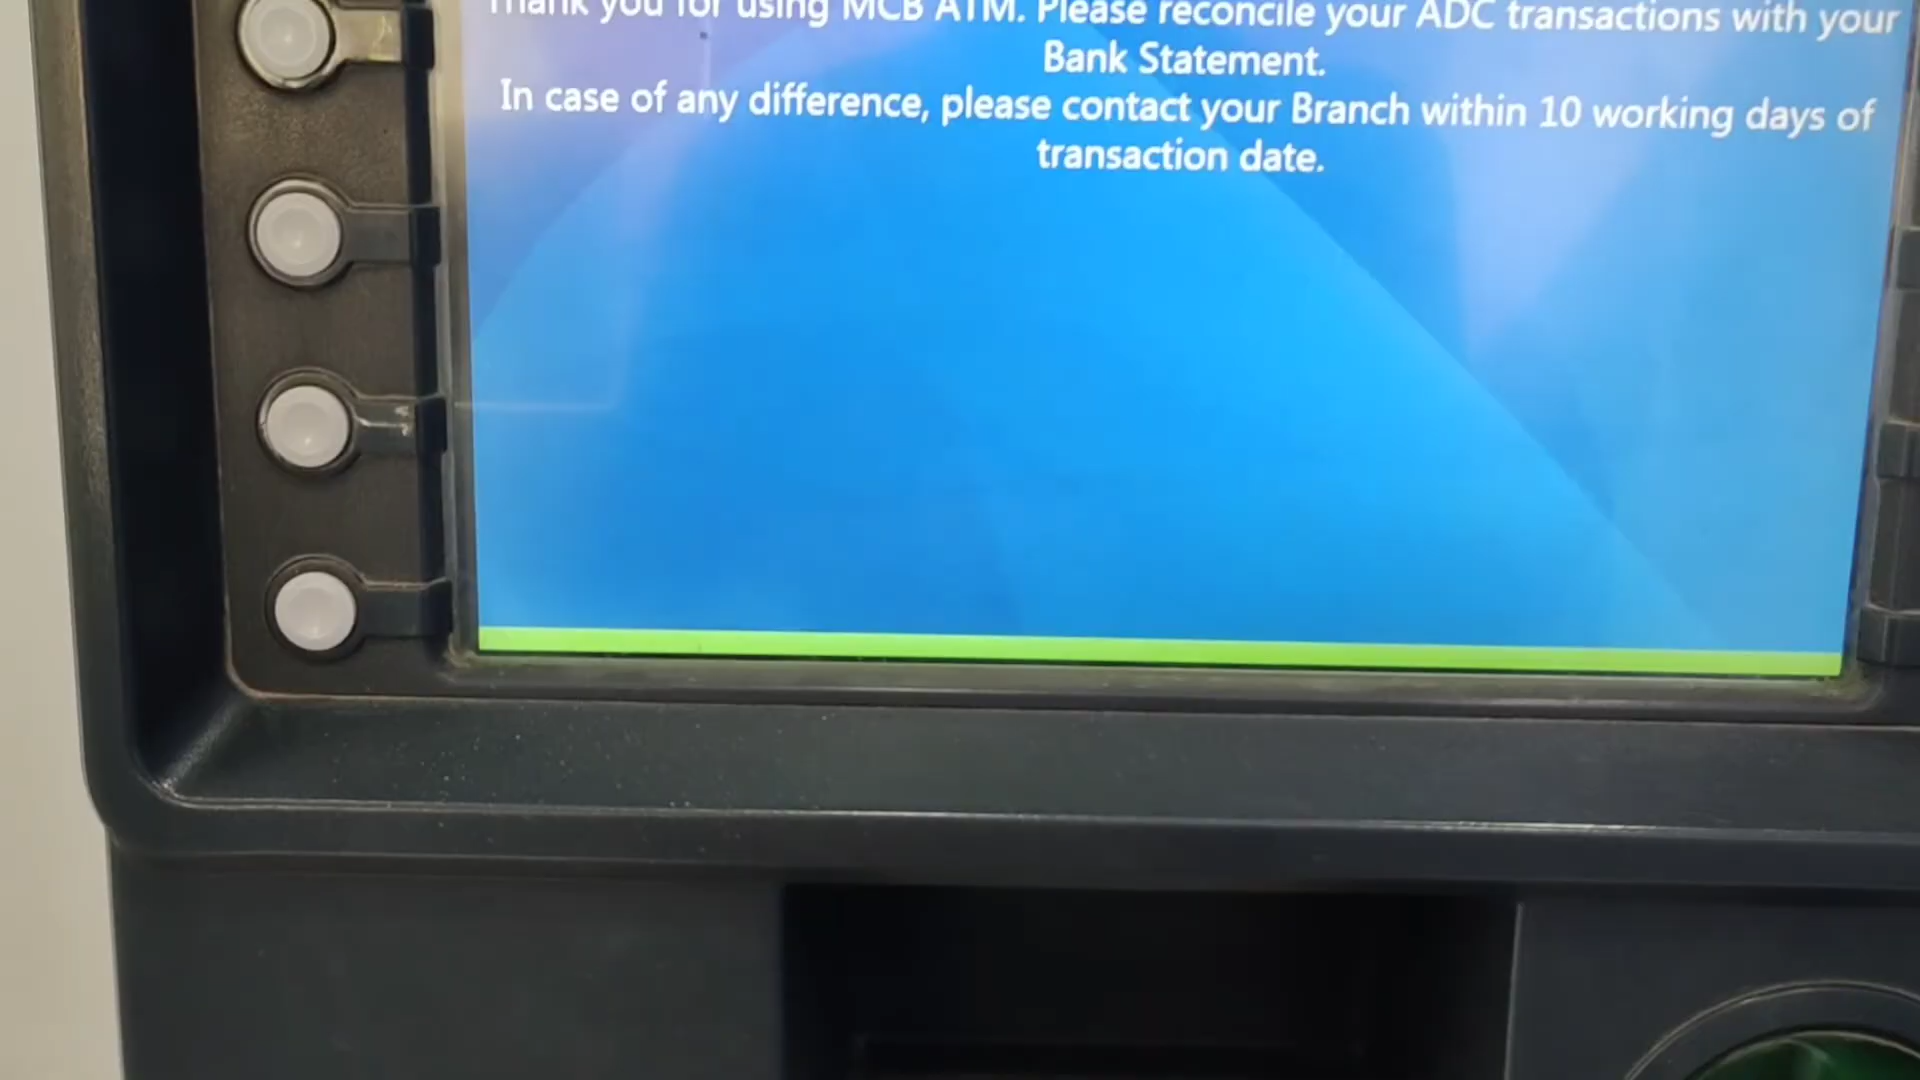 Thank you for using MCB ATM. Please reconcile your ADC transactions with your
Bank Statement.
In case of any difference, please contact your Branch within 10 working days of
transaction date.